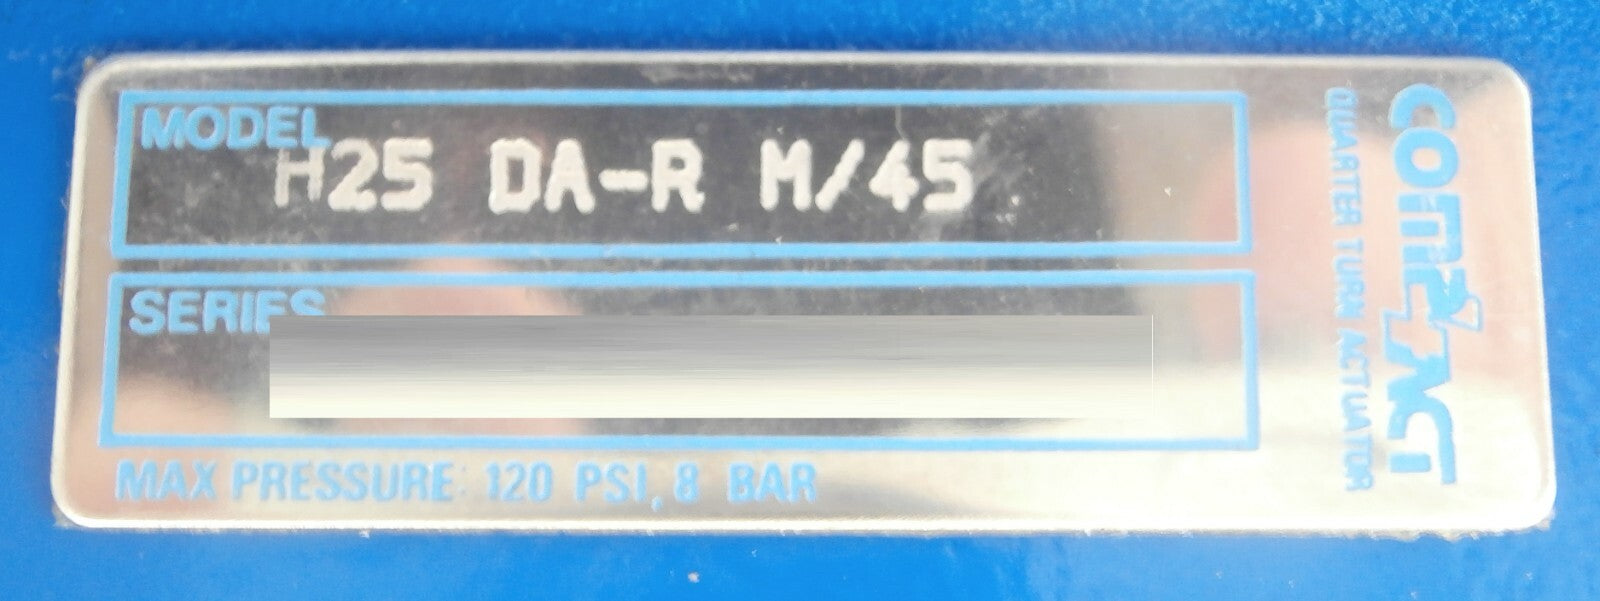 MODEL
H25 DA-R M/45
SERIES
MAX PRESSURE: 120 PSI, 8 BAR
COMPACT
QUARTER TURN ACTUATOR